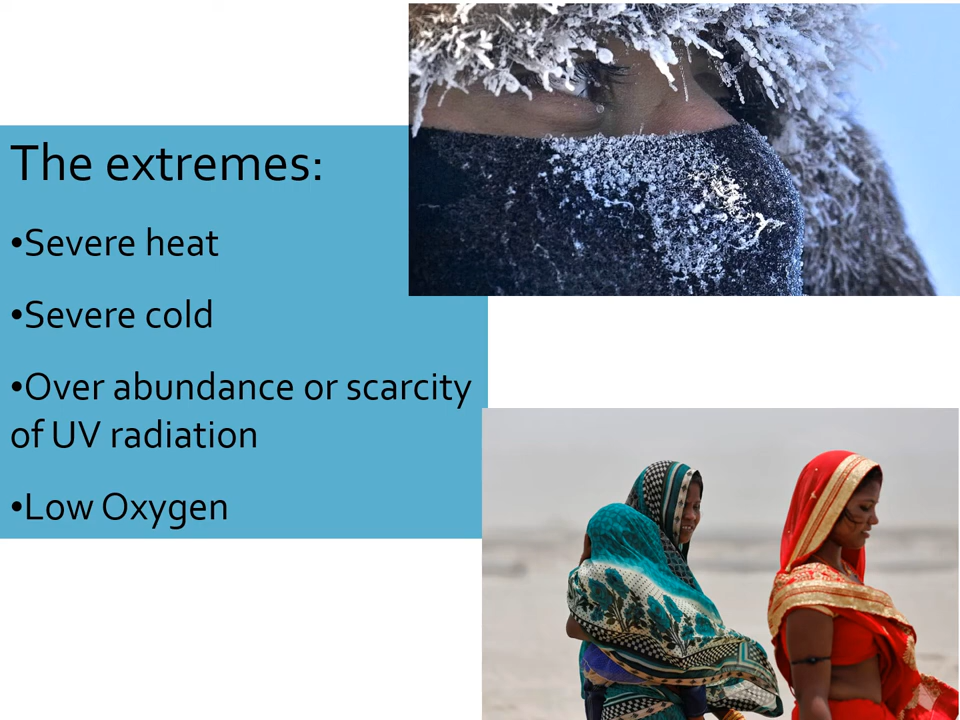 The extremes:
•Severe heat
•Severe cold
•Over abundance or scarcity
of UV radiation
•Low Oxygen